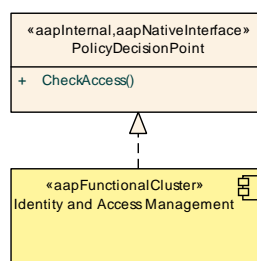 «aapInternal,aapNativeInterface»
PolicyDecisionPoint
+ CheckAccess()
«aapFunctionalCluster»
Identity and Access Management